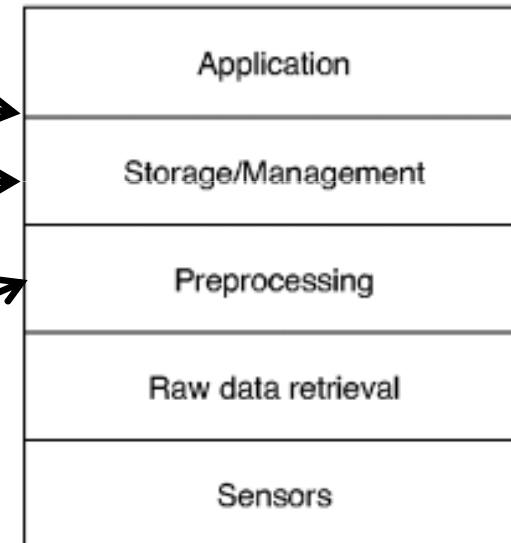 Application
Storage/Management
Preprocessing
Raw data retrieval
Sensors